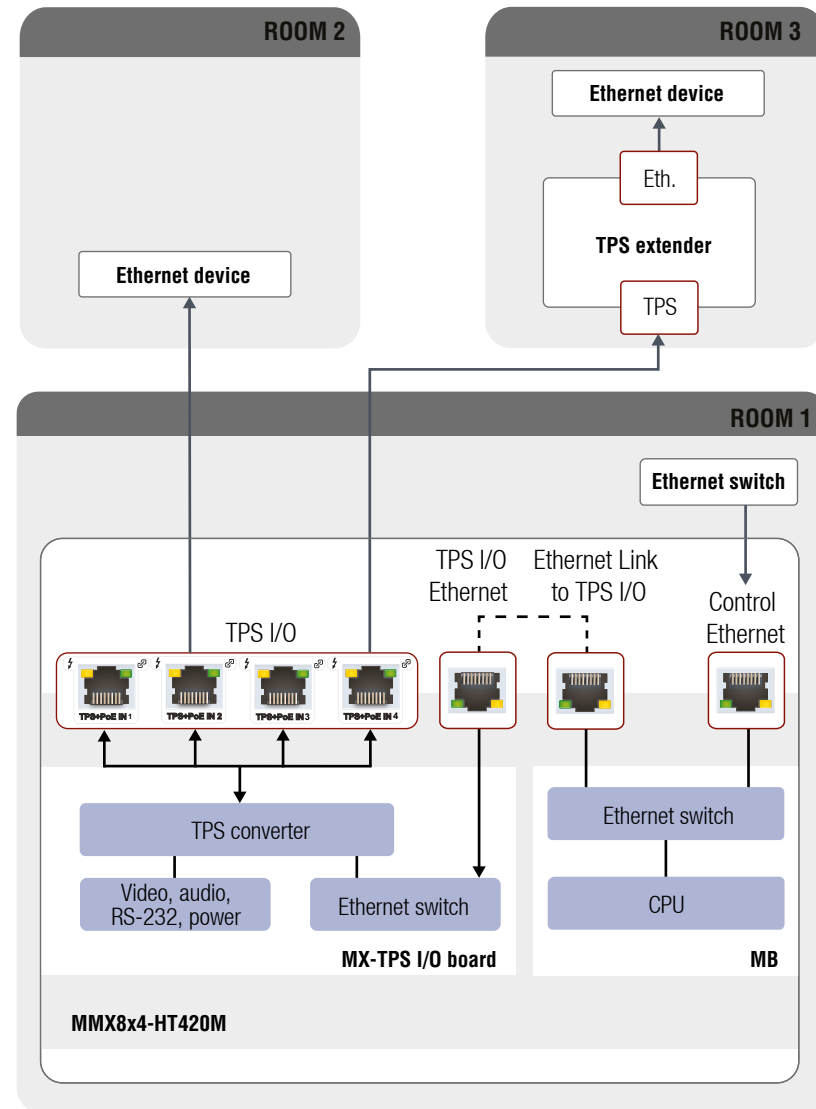 ROOM 2
ROOM 3
Ethernet device
Eth.
TPS extender
Ethernet device
TPS
ROOM 1
Ethernet switch
TPS I/O
Ethernet
Ethernet Link
to TPS I/O
Control
Ethernet
TPS I/O
TPS+PoE IN 1
TPS+PoE IN 2
TPS+PoE IN 3
TPS+PoE IN 4
TPS converter
Ethernet switch
Video, audio,
RS-232, power
Ethernet switch
CPU
MX-TPS I/O board
MB
MMX8x4-HT420M